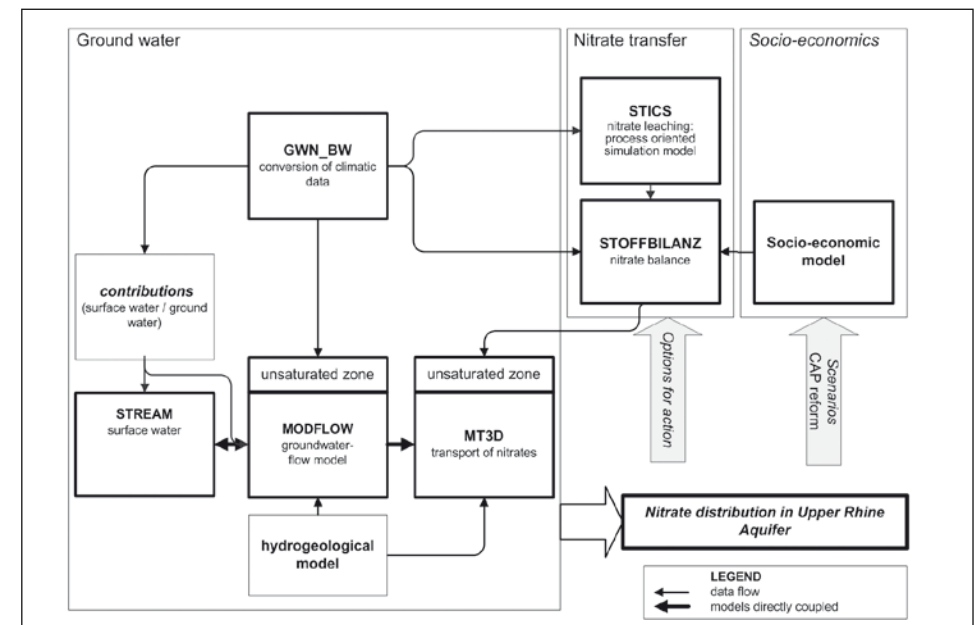 Ground water
Nitrate transfer
Socio-economics
STICS
nitrate leaching:
process oriented
simulation model
GWN_BW
conversion of climatic
data
STOFFBILANZ
nitrate balance
Socio-economic
model
contributions
(surface water / ground
water)
Options for action
Scenarios
CAP reform
unsaturated zone
unsaturated zone
STREAM
surface water
MODFLOW
groundwater-
flow model
MT3D
transport of nitrates
Nitrate distribution in Upper Rhine
Aquifer
hydrogeological
model
LEGEND
data flow
models directly coupled